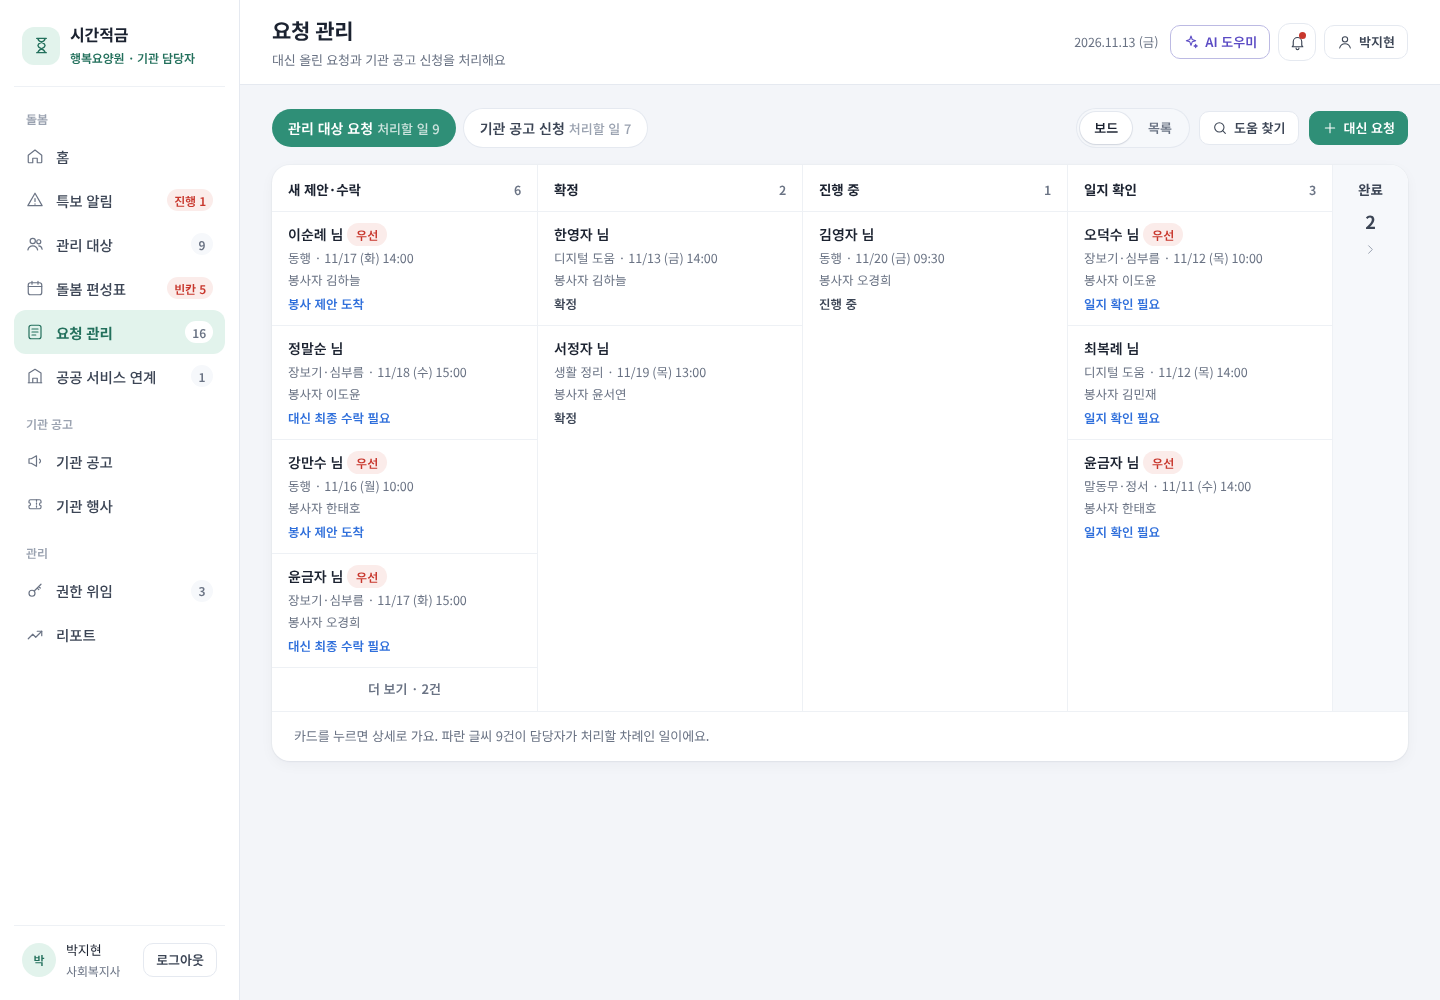 시간적금
행복요양원 · 기관 담당자
돌봄
홈
특보 알림 진행 1
관리 대상 9
돌봄 편성표 빈칸 5
요청 관리 16
공공 서비스 연계 1
기관 공고
기관 공고
기관 행사
관리
권한 위임 3
리포트
박 박지현
사회복지사
로그아웃
요청 관리
대신 올린 요청과 기관 공고 신청을 처리해요
2026.11.13 (금) AI 도우미 박지현
관리 대상 요청 처리할 일 9 기관 공고 신청 처리할 일 7
보드 목록 도움 찾기 대신 요청
새 제안·수락 6
이순례 님 우선
동행 · 11/17 (화) 14:00
봉사자 김하늘
봉사 제안 도착
정말순 님
장보기·심부름 · 11/18 (수) 15:00
봉사자 이도윤
대신 최종 수락 필요
강만수 님 우선
동행 · 11/16 (월) 10:00
봉사자 한태호
봉사 제안 도착
윤금자 님 우선
장보기·심부름 · 11/17 (화) 15:00
봉사자 오경희
대신 최종 수락 필요
더 보기 · 2건
확정 2
한영자 님
디지털 도움 · 11/13 (금) 14:00
봉사자 김하늘
확정
서정자 님
생활 정리 · 11/19 (목) 13:00
봉사자 윤서연
확정
진행 중 1
김영자 님
동행 · 11/20 (금) 09:30
봉사자 오경희
진행 중
일지 확인 3
오덕수 님 우선
장보기·심부름 · 11/12 (목) 10:00
봉사자 이도윤
일지 확인 필요
최복례 님
디지털 도움 · 11/12 (목) 14:00
봉사자 김민재
일지 확인 필요
윤금자 님 우선
말동무·정서 · 11/11 (수) 14:00
봉사자 한태호
일지 확인 필요
완료
2
카드를 누르면 상세로 가요. 파란 글씨 9건이 담당자가 처리할 차례인 일이에요.